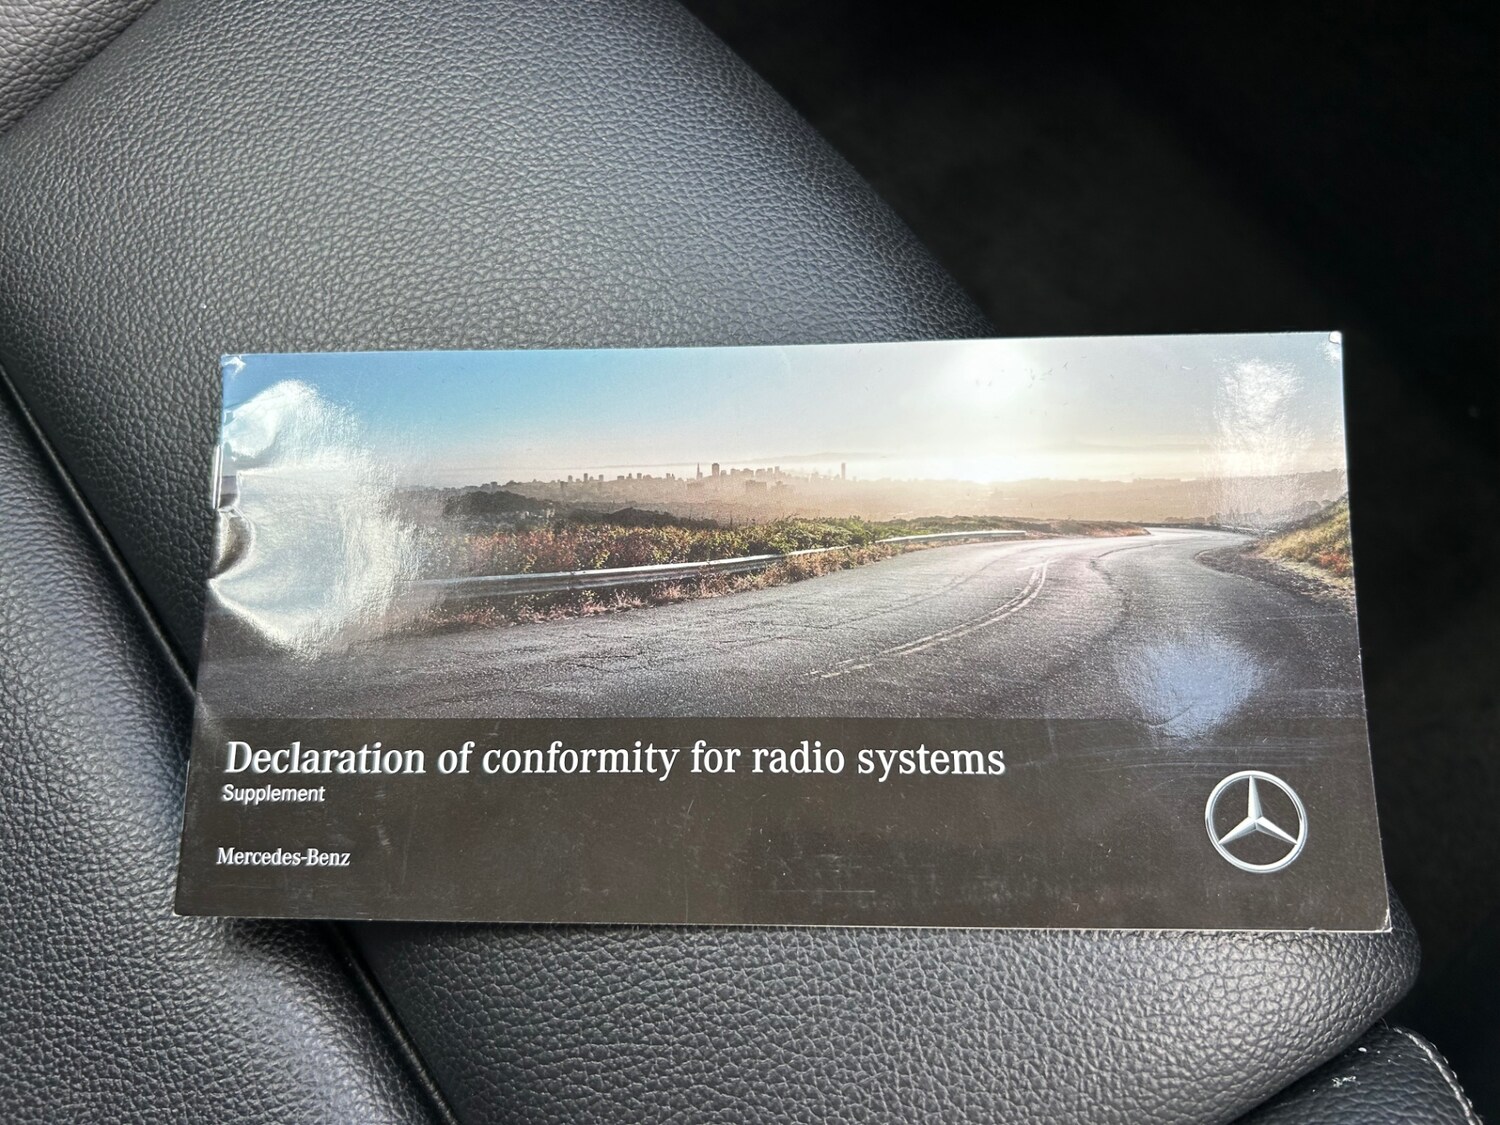 Declaration of conformity for radio systems
Supplement
Mercedes-Benz